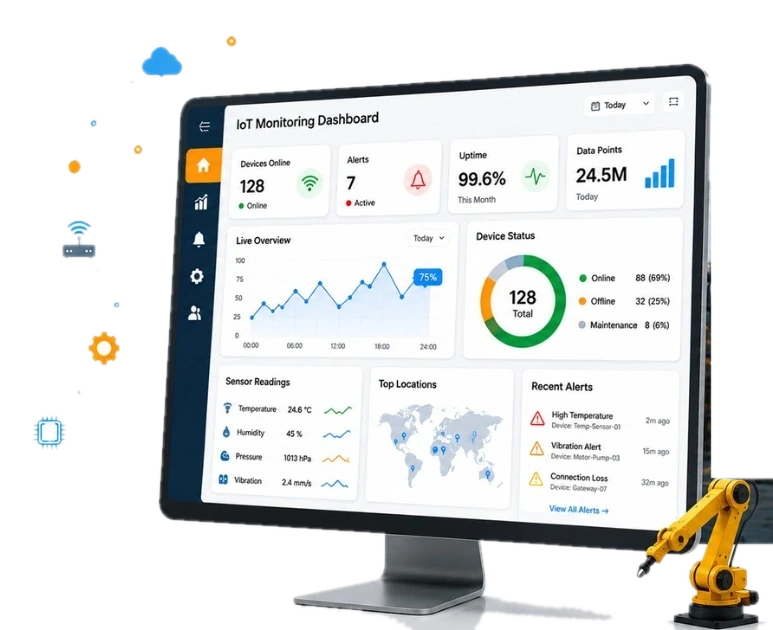 IoT Monitoring Dashboard
Today
Devices Online
128
Online
Alerts
7
Active
Uptime
99.6%
This Month
Data Points
24.5M
Today
Live Overview
Today
100
75
50
25
0
75%
00:00 06:00 12:00 18:00 24:00
Device Status
128
Total
Online 88 (69%)
Offline 32 (25%)
Maintenance 8 (6%)
Sensor Readings
Temperature 24.6 °C
Humidity 45 %
Pressure 1013 hPa
Vibration 2.4 mm/s
Top Locations
Recent Alerts
High Temperature
Device: Temp-Sensor-01
2m ago
Vibration Alert
Device: Motor-Pump-03
15m ago
Connection Loss
Device: Gateway-07
32m ago
View All Alerts →